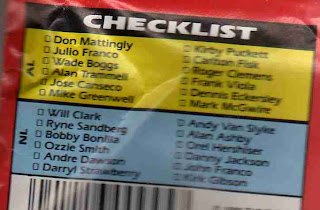 CHECKLIST
AL
Don Mattingly
Julio Franco
Wade Boggs
Alan Trammell
Jose Canseco
Mike Greenwell
Kirby Puckett
Carlton Fisk
Roger Clemens
Frank Viola
Dennis Eckersley
Mark McGwire
NL
Will Clark
Ryne Sandberg
Bobby Bonilla
Ozzie Smith
Andre Dawson
Darryl Strawberry
Andy Van Slyke
Alan Ashby
Orel Hershiser
Danny Jackson
John Franco
Kirk Gibson